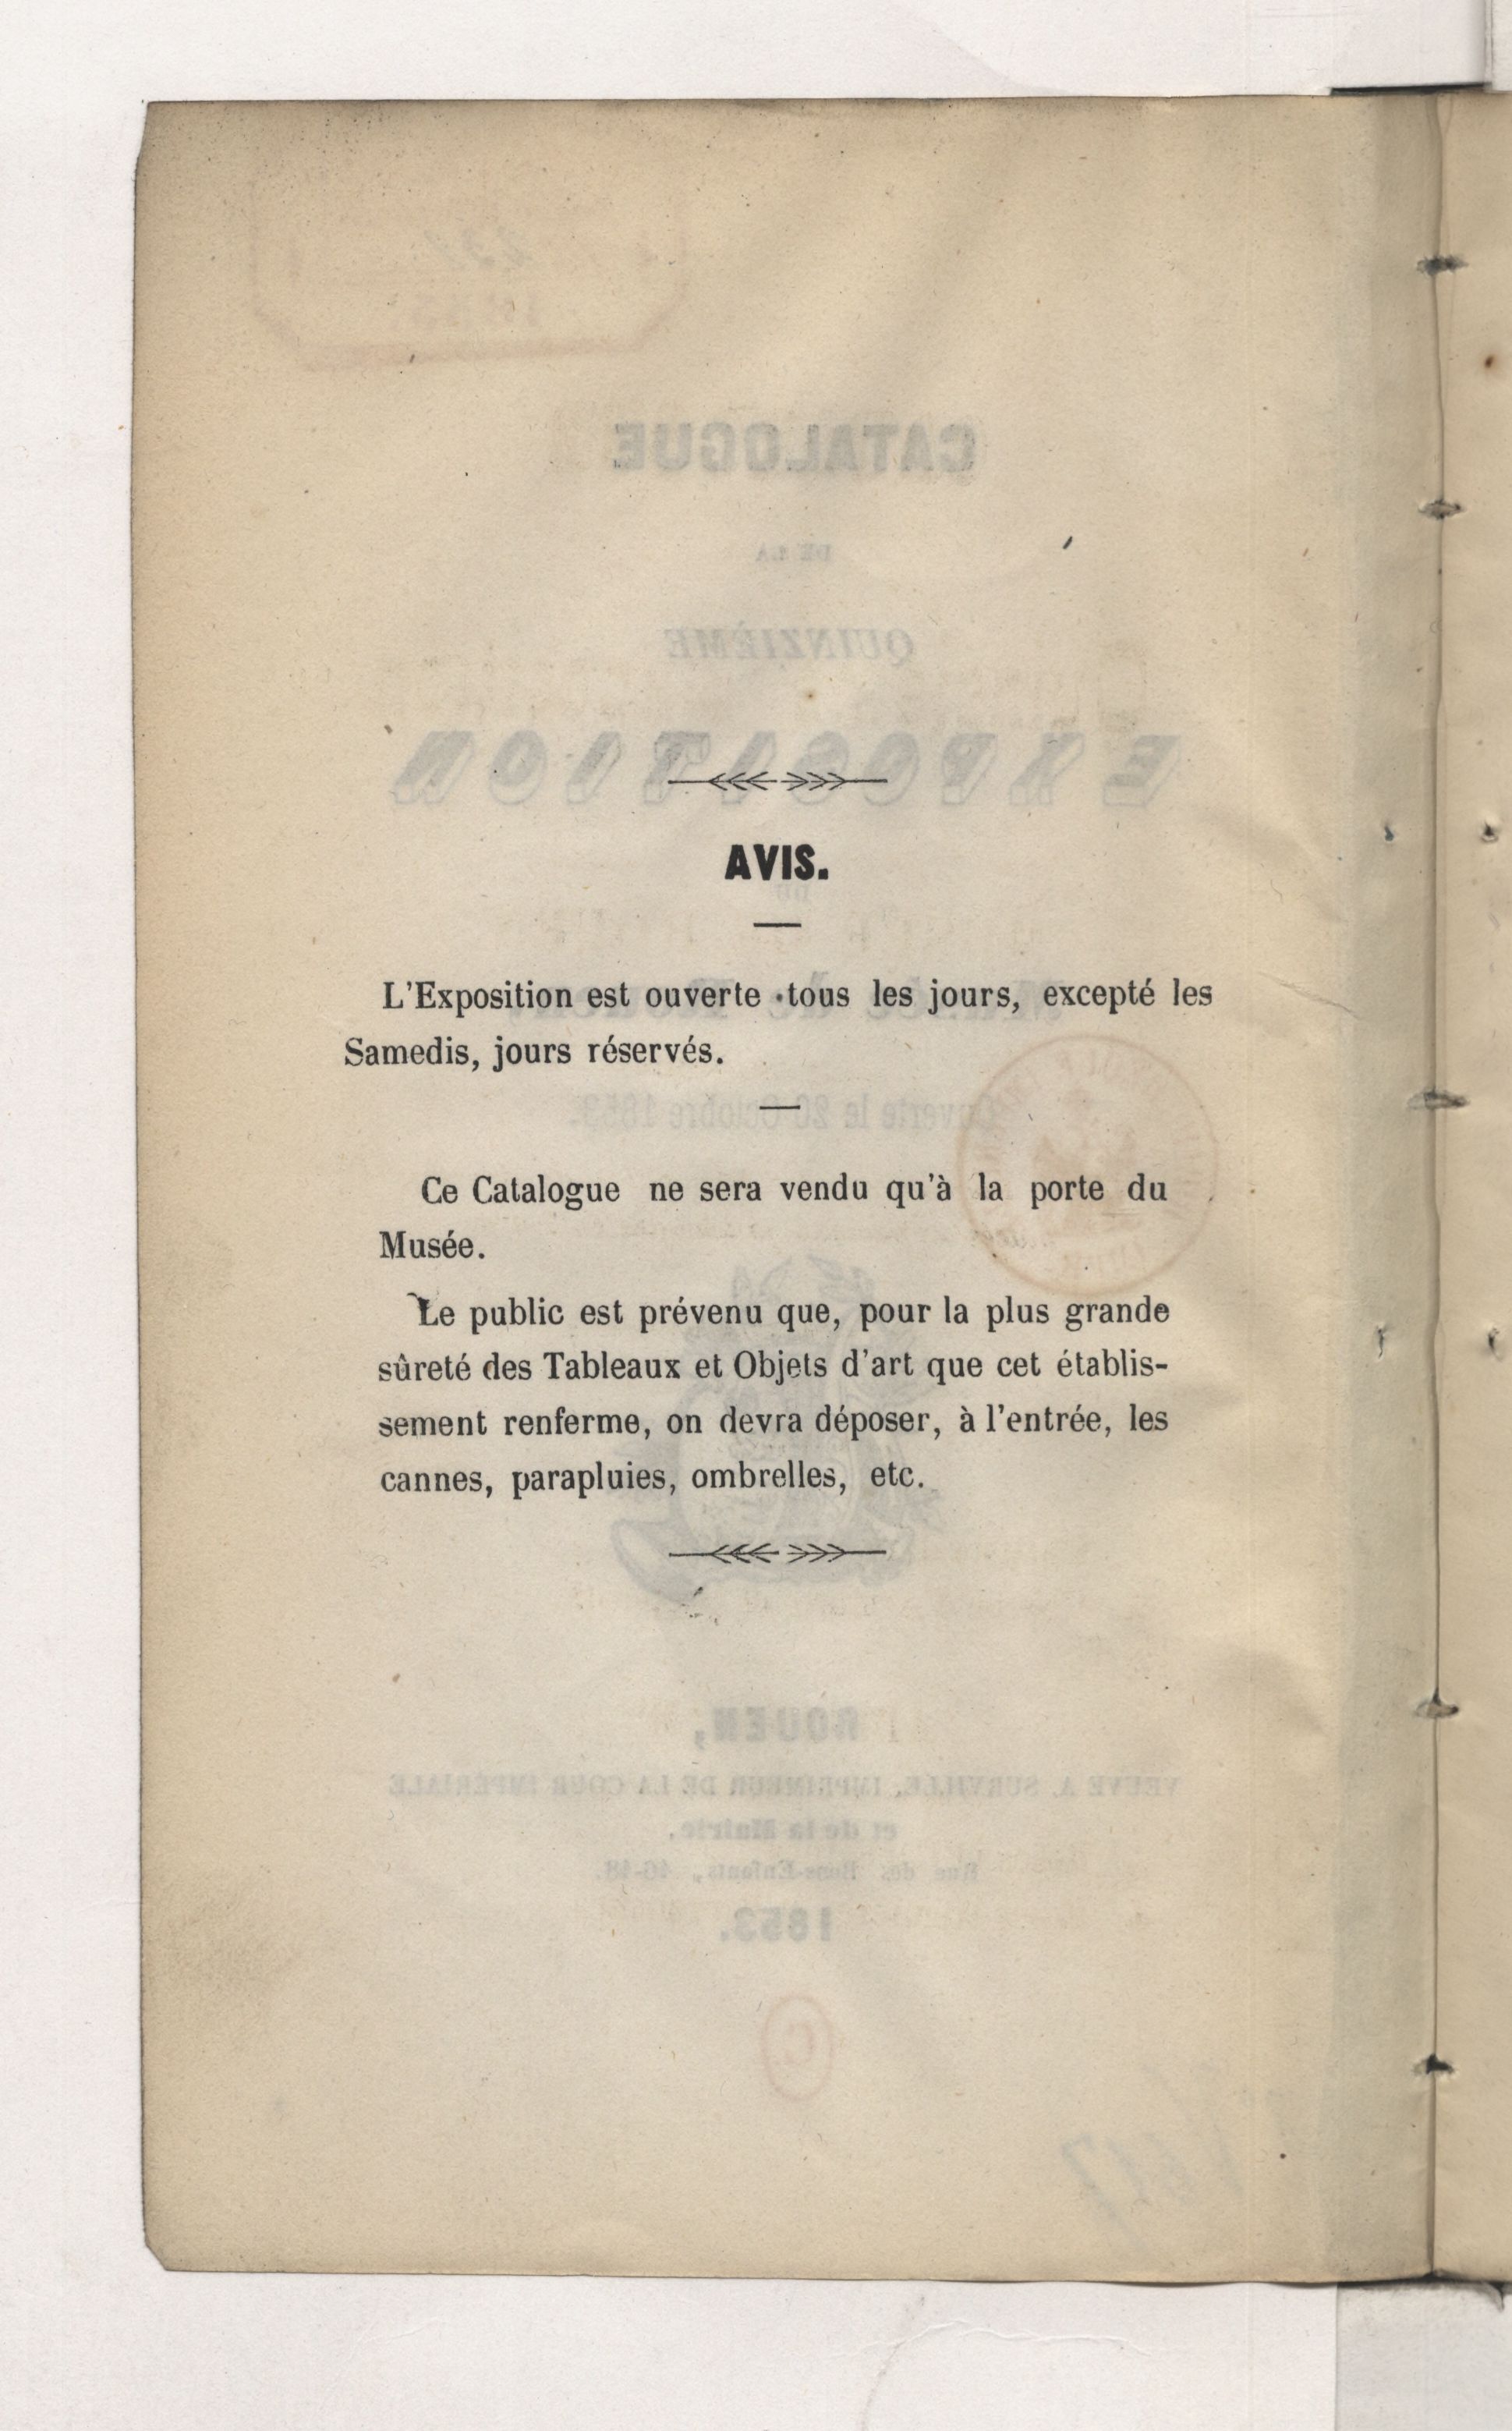 AVIS.
L'Exposition est ouverte tous les jours, excepté les
Samedis, jours réservés.
Ce Catalogue ne sera vendu qu'à la porte du
Musée.
Le public est prévenu que, pour la plus grande
sûreté des Tableaux et Objets d'art que cet établis-
sement renferme, on devra déposer, à l'entrée, les
cannes, parapluies, ombrelles, etc.